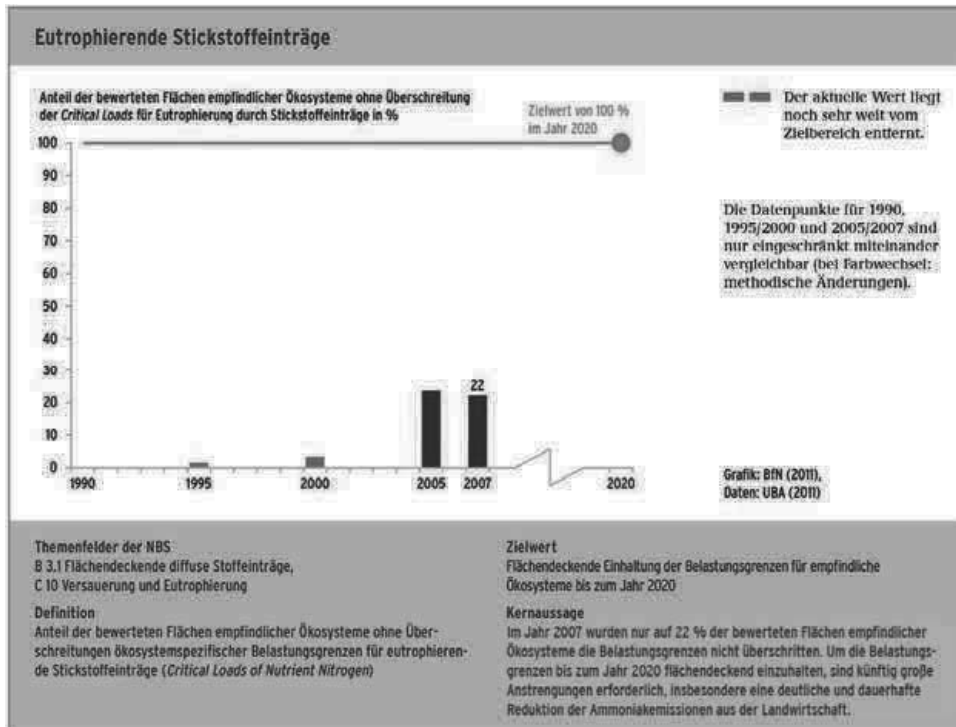 Eutrophierende Stickstoffeinträge
Anteil der bewerteten Flächen empfindlicher Ökosysteme ohne Überschreitung
der Critical Loads für Eutrophierung durch Stickstoffeinträge in %
Zielwert von 100 %
im Jahr 2020
100
90
80
70
60
50
40
30
20
10
0
22
1990
1995
2000
2005
2007
2020
Der aktuelle Wert liegt
noch sehr weit vom
Zielbereich entfernt.
Die Datenpunkte für 1990,
1995/2000 und 2005/2007 sind
nur eingeschränkt miteinander
vergleichbar (bei Farbwechsel:
methodische Änderungen).
Grafik: BfN (2011),
Daten: UBA (2011)
Themenfelder der NBS
B 3.1 Flächendeckende diffuse Stoffeinträge,
C 10 Versauerung und Eutrophierung
Definition
Anteil der bewerteten Flächen empfindlicher Ökosysteme ohne Über-
schreitungen ökosystemspezifischer Belastungsgrenzen für eutrophieren-
de Stickstoffeinträge (Critical Loads of Nutrient Nitrogen)
Zielwert
Flächendeckende Einhaltung der Belastungsgrenzen für empfindliche
Ökosysteme bis zum Jahr 2020
Kernaussage
Im Jahr 2007 wurden nur auf 22 % der bewerteten Flächen empfindlicher
Ökosysteme die Belastungsgrenzen nicht überschritten. Um die Belastungs-
grenzen bis zum Jahr 2020 flächendeckend einzuhalten, sind künftig große
Anstrengungen erforderlich, insbesondere eine deutliche und dauerhafte
Reduktion der Ammoniakemissionen aus der Landwirtschaft.